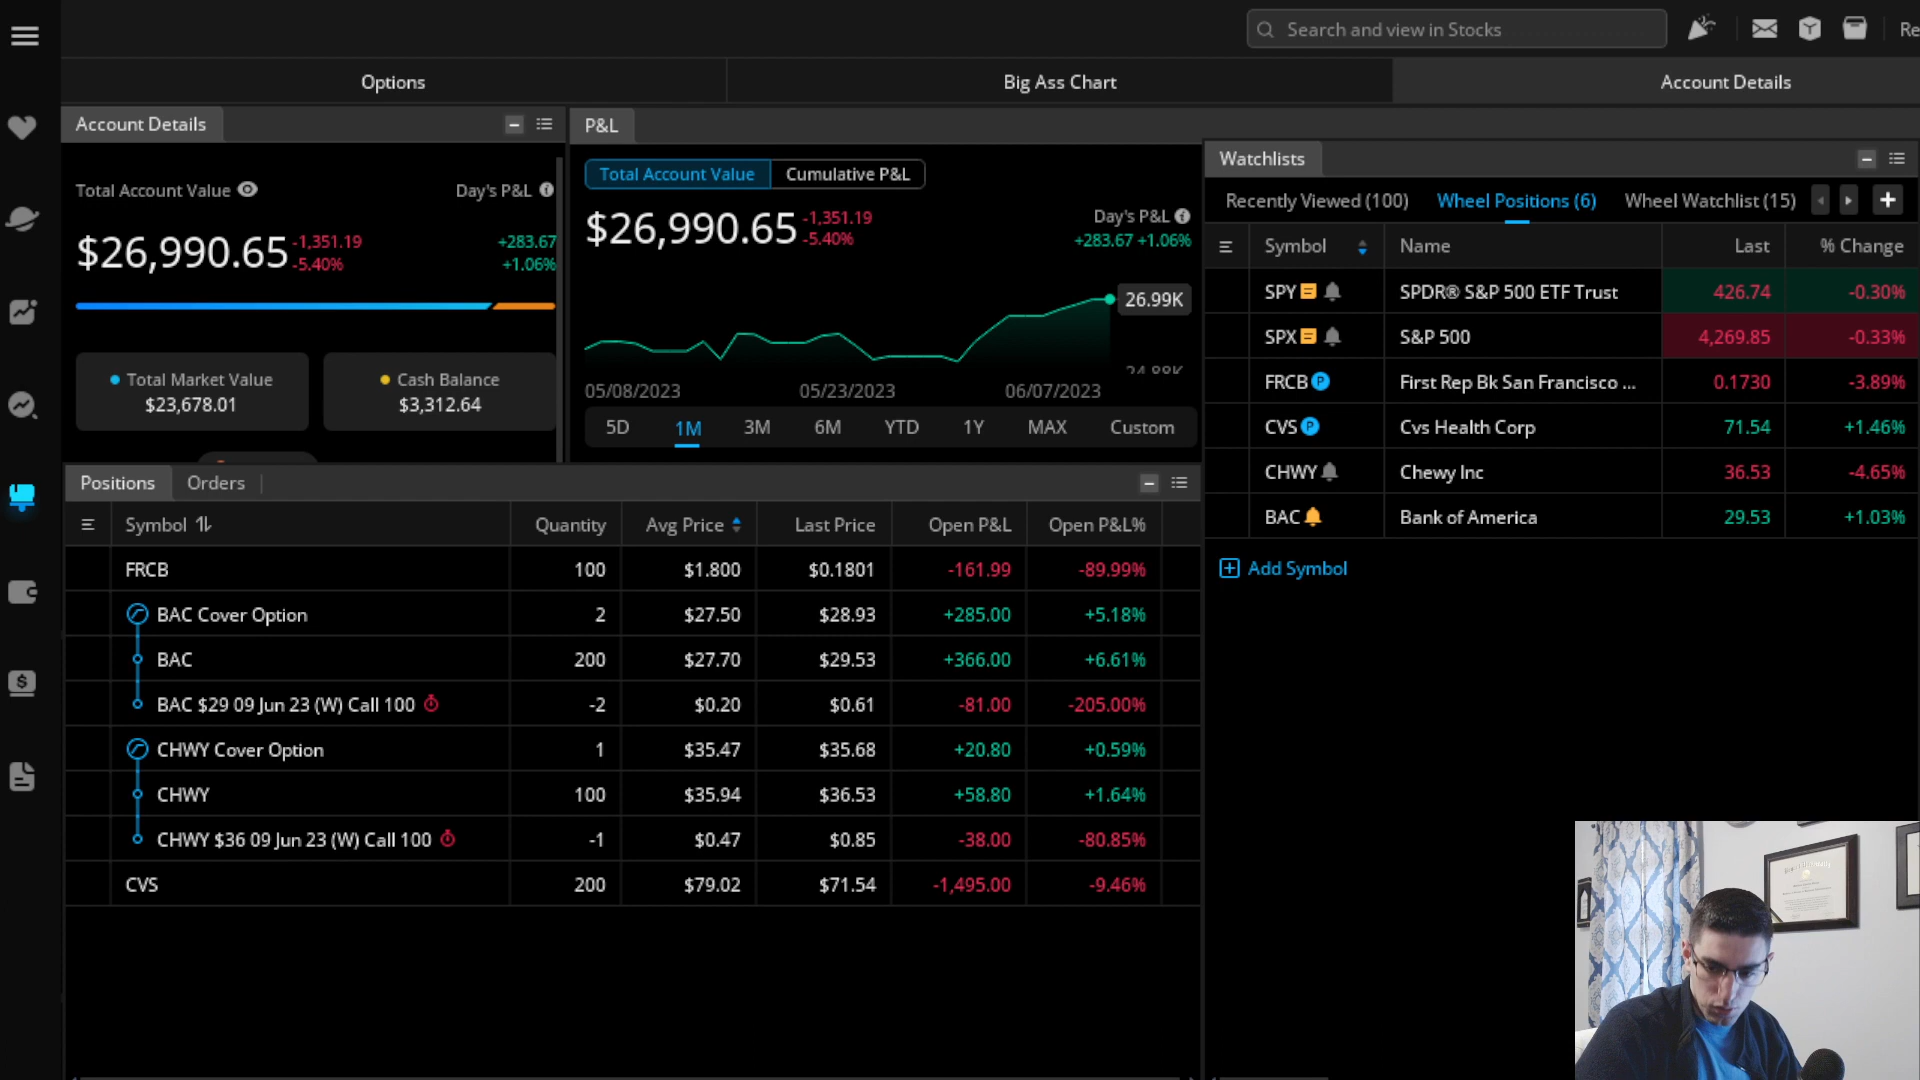 Search and view in Stocks
Re
Options
Big Ass Chart
Account Details
Account Details
Total Account Value
Day's P&L
$26,990.65
-1,351.19
-5.40%
+283.67
+1.06%
Total Market Value
$23,678.01
Cash Balance
$3,312.64
P&L
Total Account Value
Cumulative P&L
$26,990.65
-1,351.19
-5.40%
Day's P&L
+283.67 +1.06%
26.99K
24.88K
05/08/2023
05/23/2023
06/07/2023
5D
1M
3M
6M
YTD
1Y
MAX
Custom
Watchlists
Recently Viewed (100)
Wheel Positions (6)
Wheel Watchlist (15)
Symbol Name Last % Change
SPY SPDR® S&P 500 ETF Trust 426.74 -0.30%
SPX S&P 500 4,269.85 -0.33%
FRCB P First Rep Bk San Francisco ... 0.1730 -3.89%
CVS P Cvs Health Corp 71.54 +1.46%
CHWY Chewy Inc 36.53 -4.65%
BAC Bank of America 29.53 +1.03%
Add Symbol
Positions
Orders
Symbol Quantity Avg Price Last Price Open P&L Open P&L%
FRCB 100 $1.800 $0.1801 -161.99 -89.99%
BAC Cover Option 2 $27.50 $28.93 +285.00 +5.18%
BAC 200 $27.70 $29.53 +366.00 +6.61%
BAC $29 09 Jun 23 (W) Call 100 -2 $0.20 $0.61 -81.00 -205.00%
CHWY Cover Option 1 $35.47 $35.68 +20.80 +0.59%
CHWY 100 $35.94 $36.53 +58.80 +1.64%
CHWY $36 09 Jun 23 (W) Call 100 -1 $0.47 $0.85 -38.00 -80.85%
CVS 200 $79.02 $71.54 -1,495.00 -9.46%